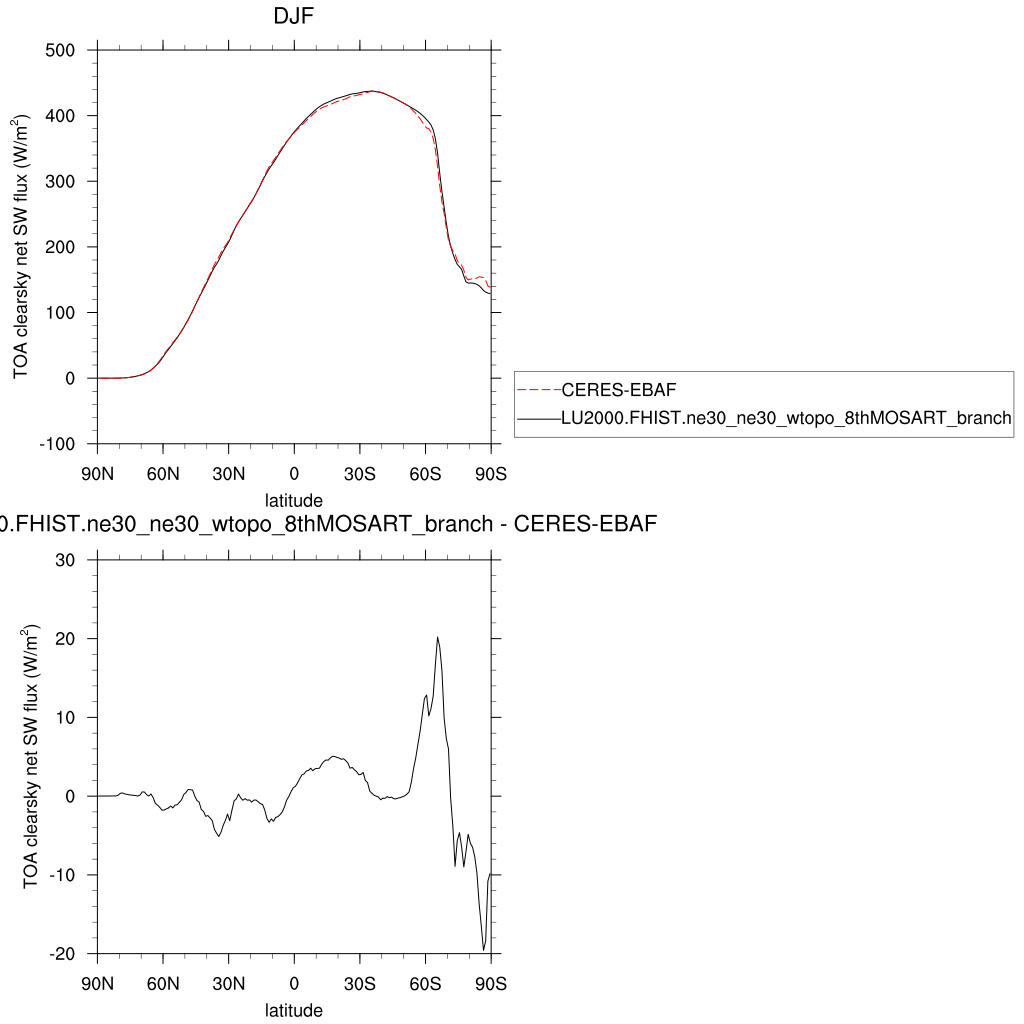 DJF
500
400
300
200
100
0
-100
TOA clearsky net SW flux (W/m²)
90N 60N 30N 0 30S 60S 90S
latitude
CERES-EBAF
LU2000.FHIST.ne30_ne30_wtopo_8thMOSART_branch
0.FHIST.ne30_ne30_wtopo_8thMOSART_branch - CERES-EBAF
30
20
10
0
-10
-20
TOA clearsky net SW flux (W/m²)
90N 60N 30N 0 30S 60S 90S
latitude